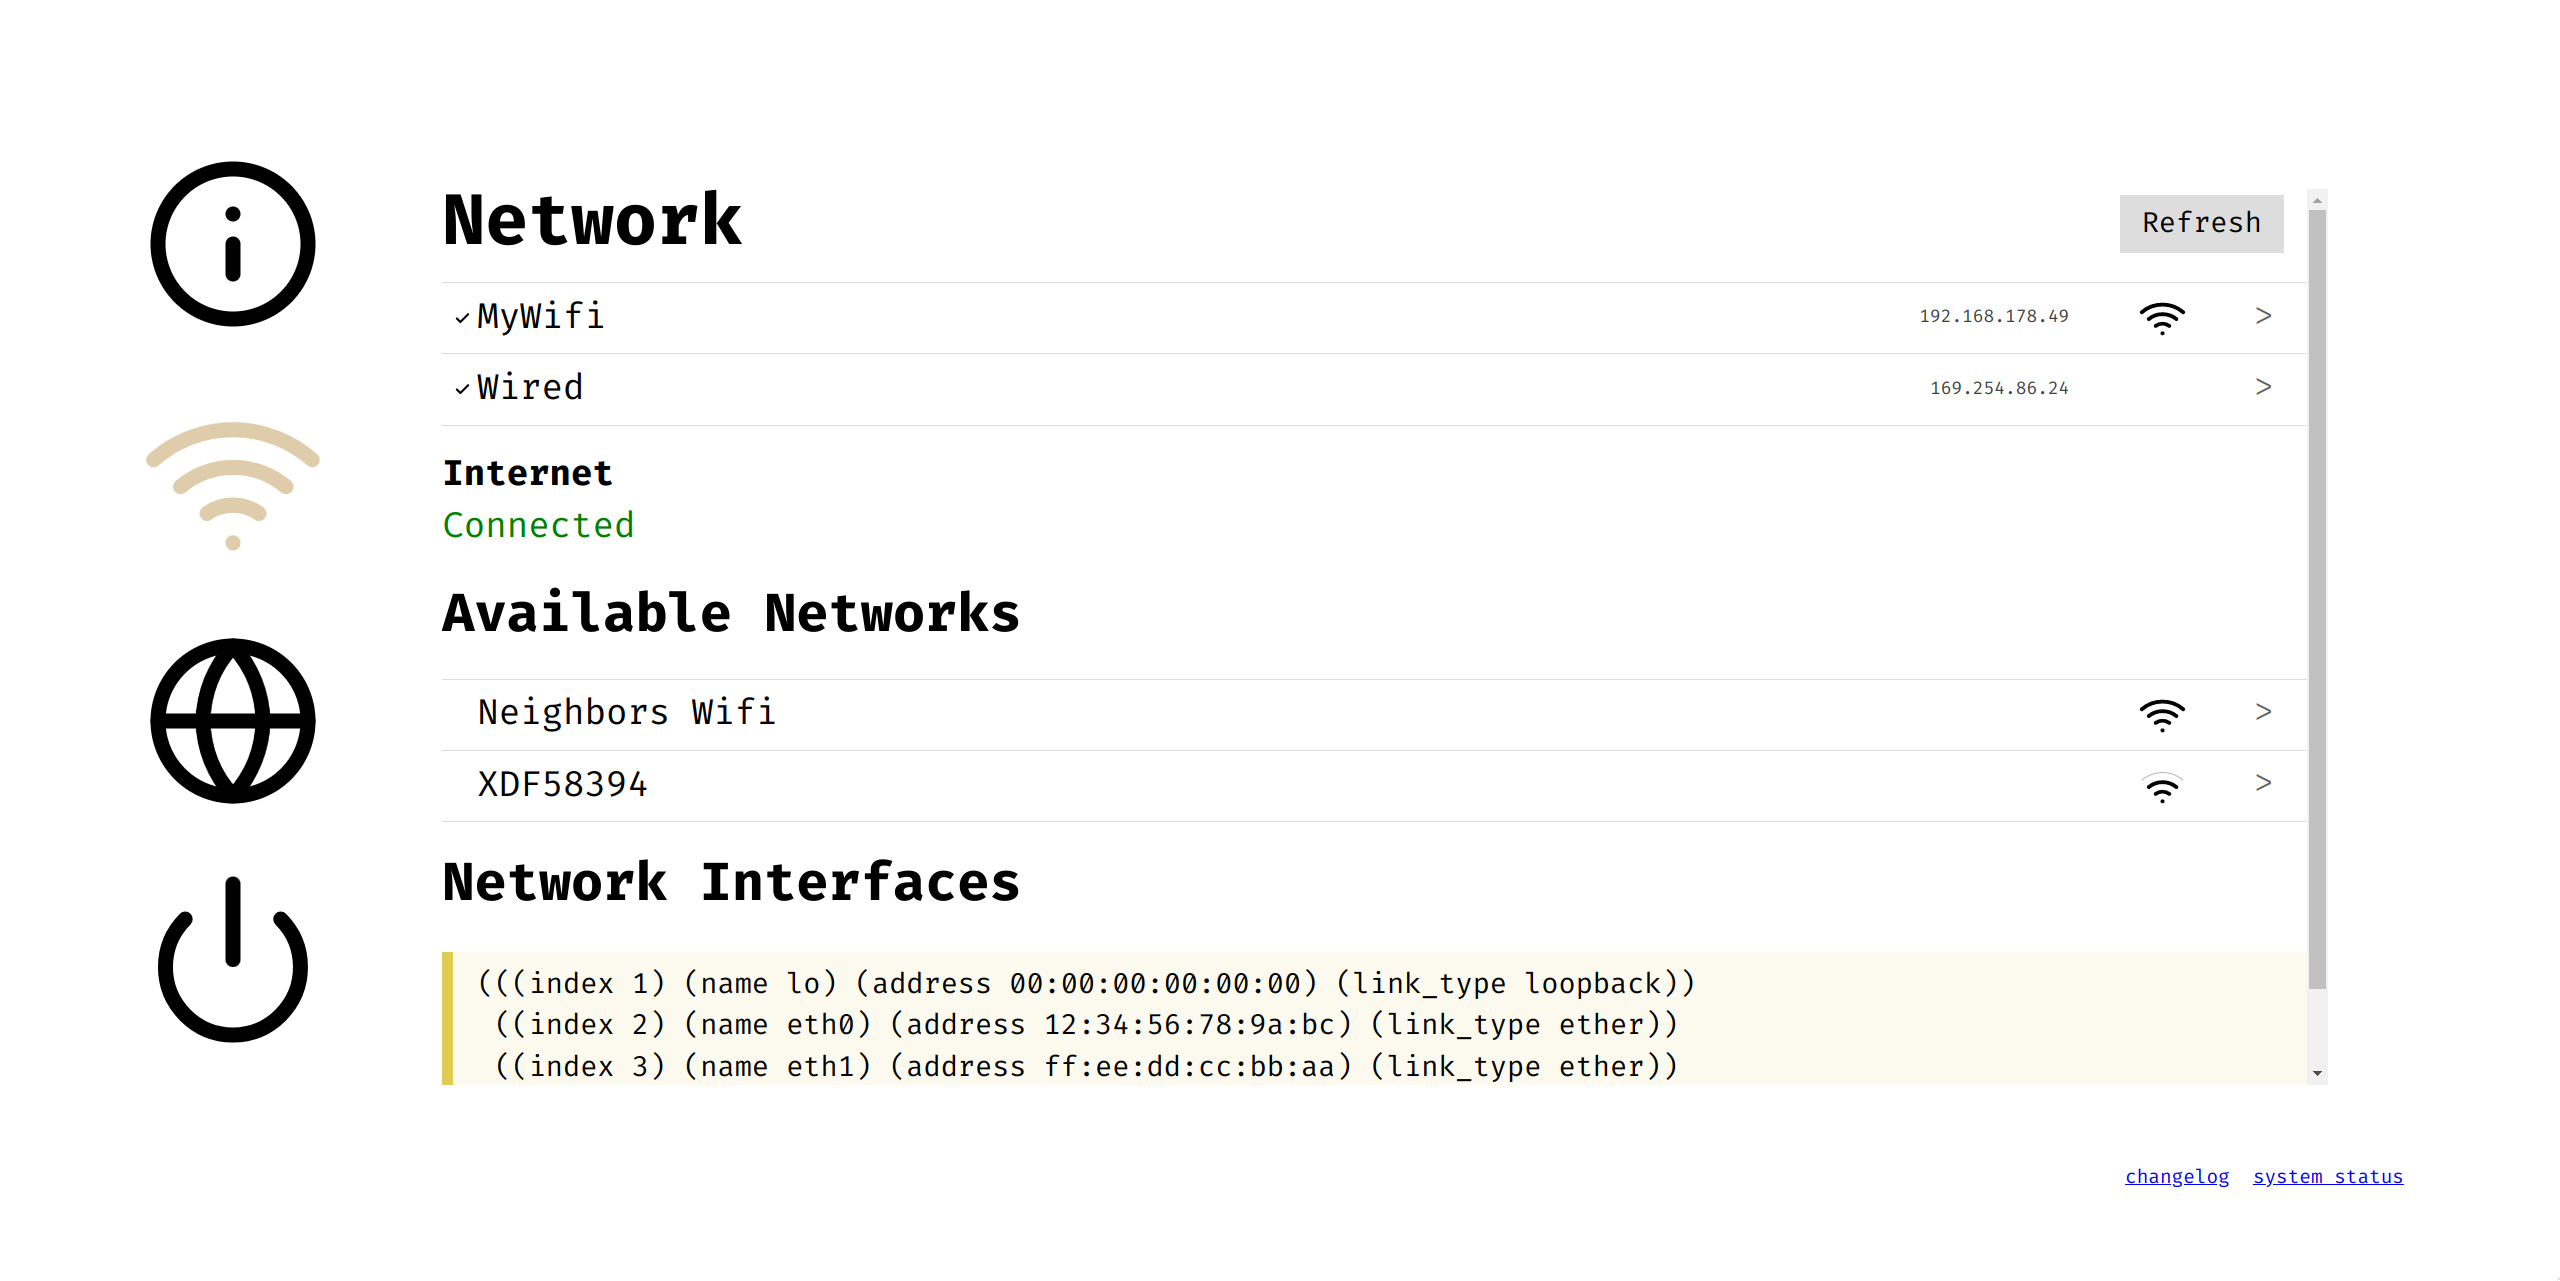 Network
Refresh
MyWifi 192.168.178.49 >
Wired 169.254.86.24 >
Internet
Connected
Available Networks
Neighbors Wifi >
XDF58394 >
Network Interfaces
(((index 1) (name lo) (address 00:00:00:00:00:00) (link_type loopback))
((index 2) (name eth0) (address 12:34:56:78:9a:bc) (link_type ether))
((index 3) (name eth1) (address ff:ee:dd:cc:bb:aa) (link_type ether))
changelog system status